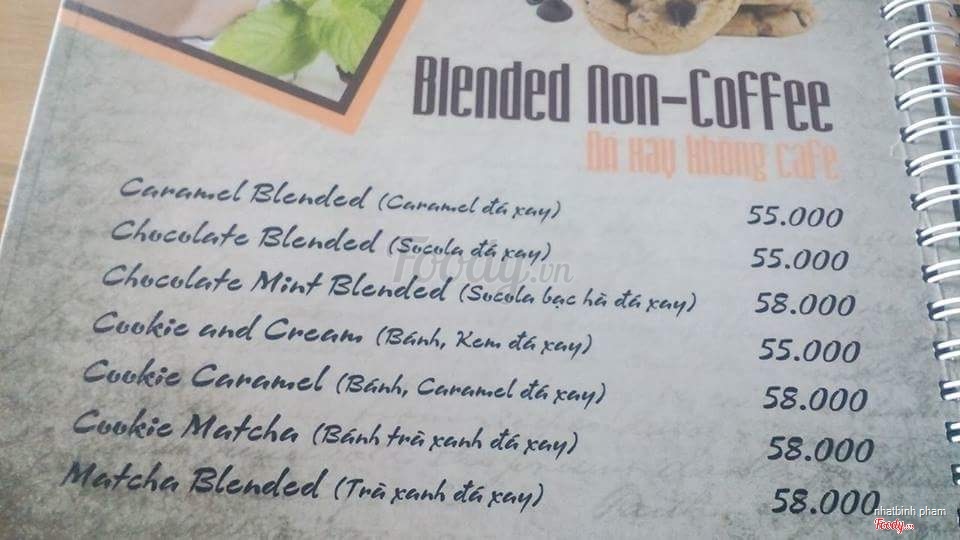 Blended Non-Coffee
Đá xay không cafe
Caramel Blended (Caramel đá xay) 55.000
Chocolate Blended (Socola đá xay) 55.000
Foody.vn
Chocolate Mint Blended (Socola bạc hà đá xay) 58.000
Cookie and Cream (Bánh, Kem đá xay) 55.000
Cookie Caramel (Bánh, Caramel đá xay) 58.000
Cookie Matcha (Bánh trà xanh đá xay) 58.000
Matcha Blended (Trà xanh đá xay) 58.000
nhatbinh pham
Foody.vn